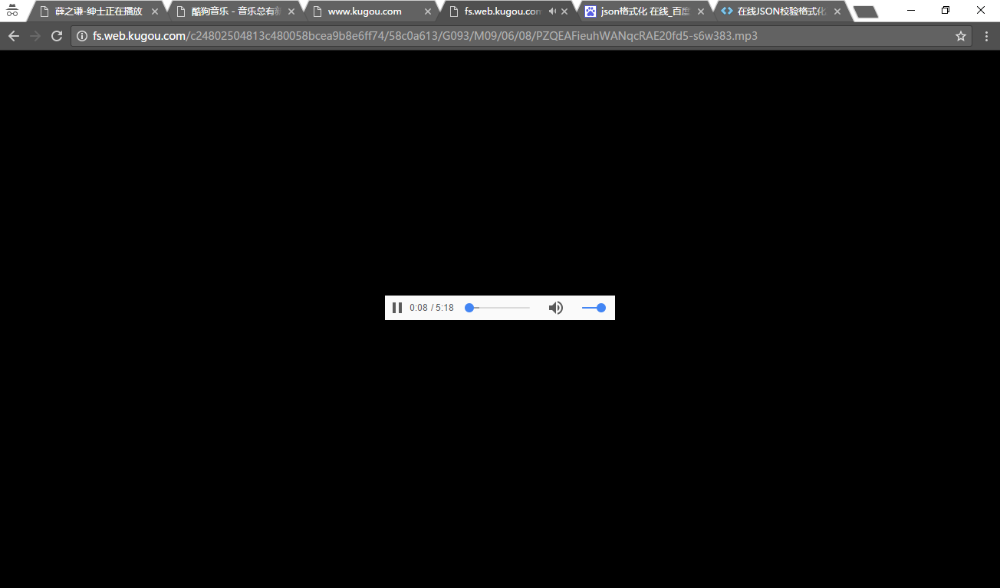 薛之谦-绅士正在播放
酷狗音乐 - 音乐总有新
www.kugou.com
fs.web.kugou.com
json格式化 在线_百度
在线JSON校验格式化
fs.web.kugou.com/c24802504813c480058bcea9b8e6ff74/58c0a613/G093/M09/06/08/PZQEAFieuhWANqcRAE20fd5-s6w383.mp3
0:08 / 5:18